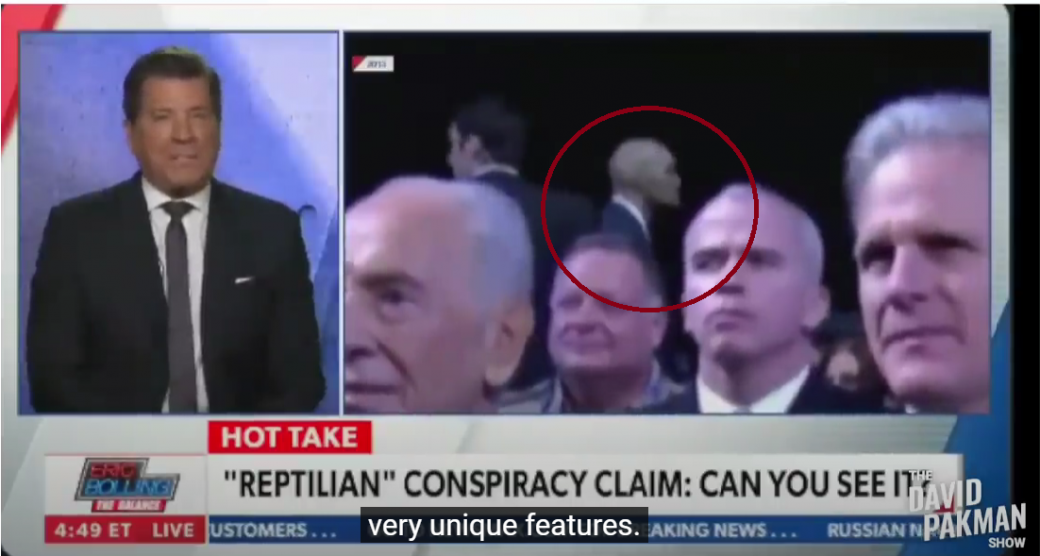 2013
HOT TAKE
ERIC
BOLLING
THE BALANCE
"REPTILIAN" CONSPIRACY CLAIM: CAN YOU SEE IT
4:49 ET LIVE
USTOMERS... EAKING NEWS... RUSSIAN N
very unique features.
THE
DAVID
PAKMAN
SHOW